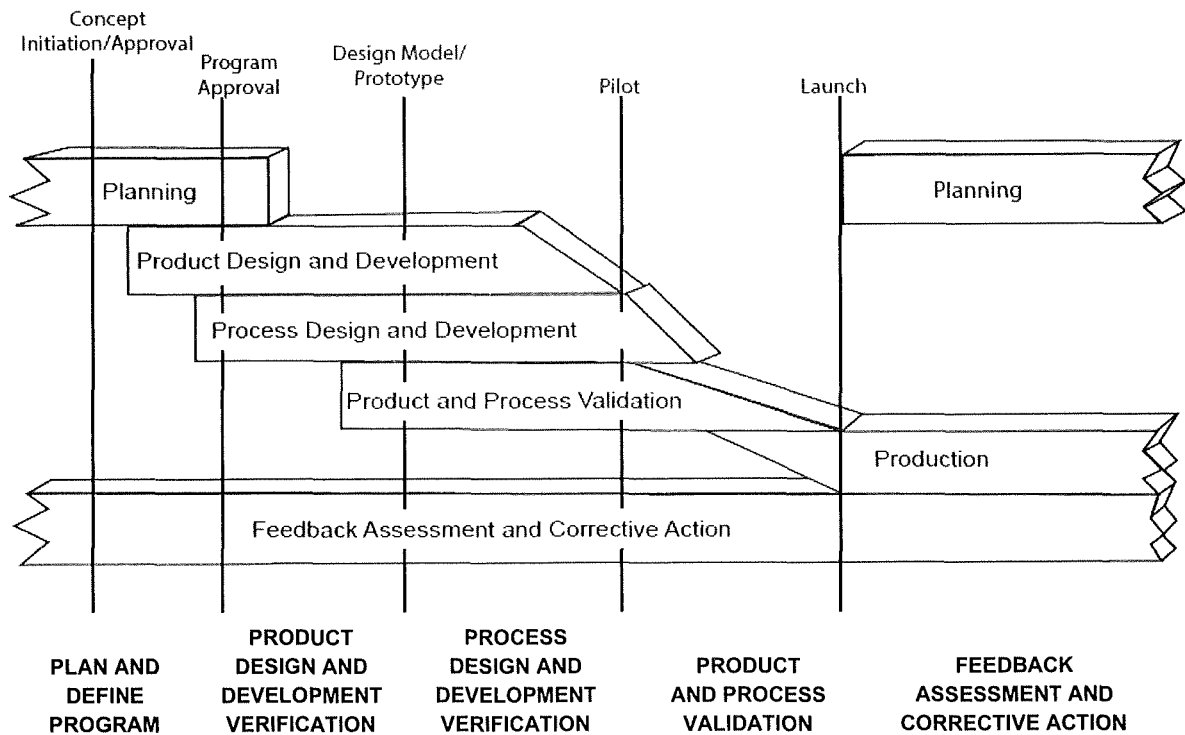 Concept
Initiation/Approval
Program
Approval
Design Model/
Prototype
Pilot
Launch
Planning
Planning
Product Design and Development
Process Design and Development
Product and Process Validation
Production
Feedback Assessment and Corrective Action
PLAN AND
DEFINE
PROGRAM
PRODUCT
DESIGN AND
DEVELOPMENT
VERIFICATION
PROCESS
DESIGN AND
DEVELOPMENT
VERIFICATION
PRODUCT
AND PROCESS
VALIDATION
FEEDBACK
ASSESSMENT AND
CORRECTIVE ACTION